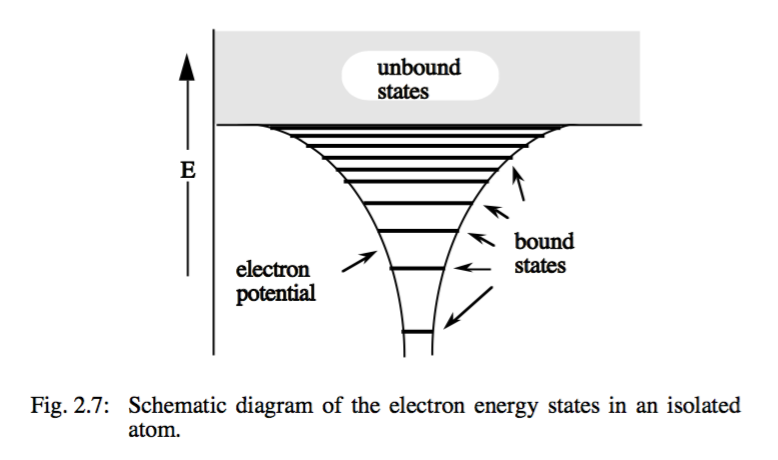 unbound
states
E
bound
states
electron
potential
Fig. 2.7: Schematic diagram of the electron energy states in an isolated
atom.